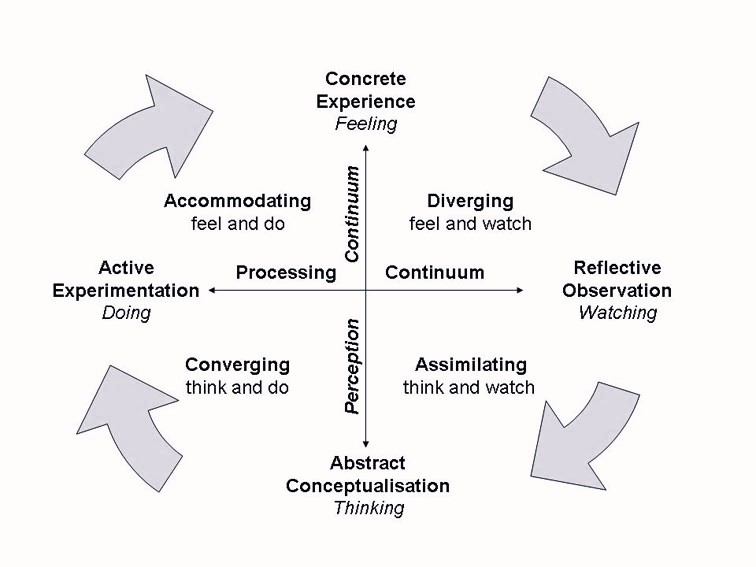 Concrete
Experience
Feeling
Continuum
Accommodating
feel and do
Diverging
feel and watch
Active
Experimentation
Doing
Processing
Continuum
Reflective
Observation
Watching
Converging
think and do
Perception
Assimilating
think and watch
Abstract
Conceptualisation
Thinking